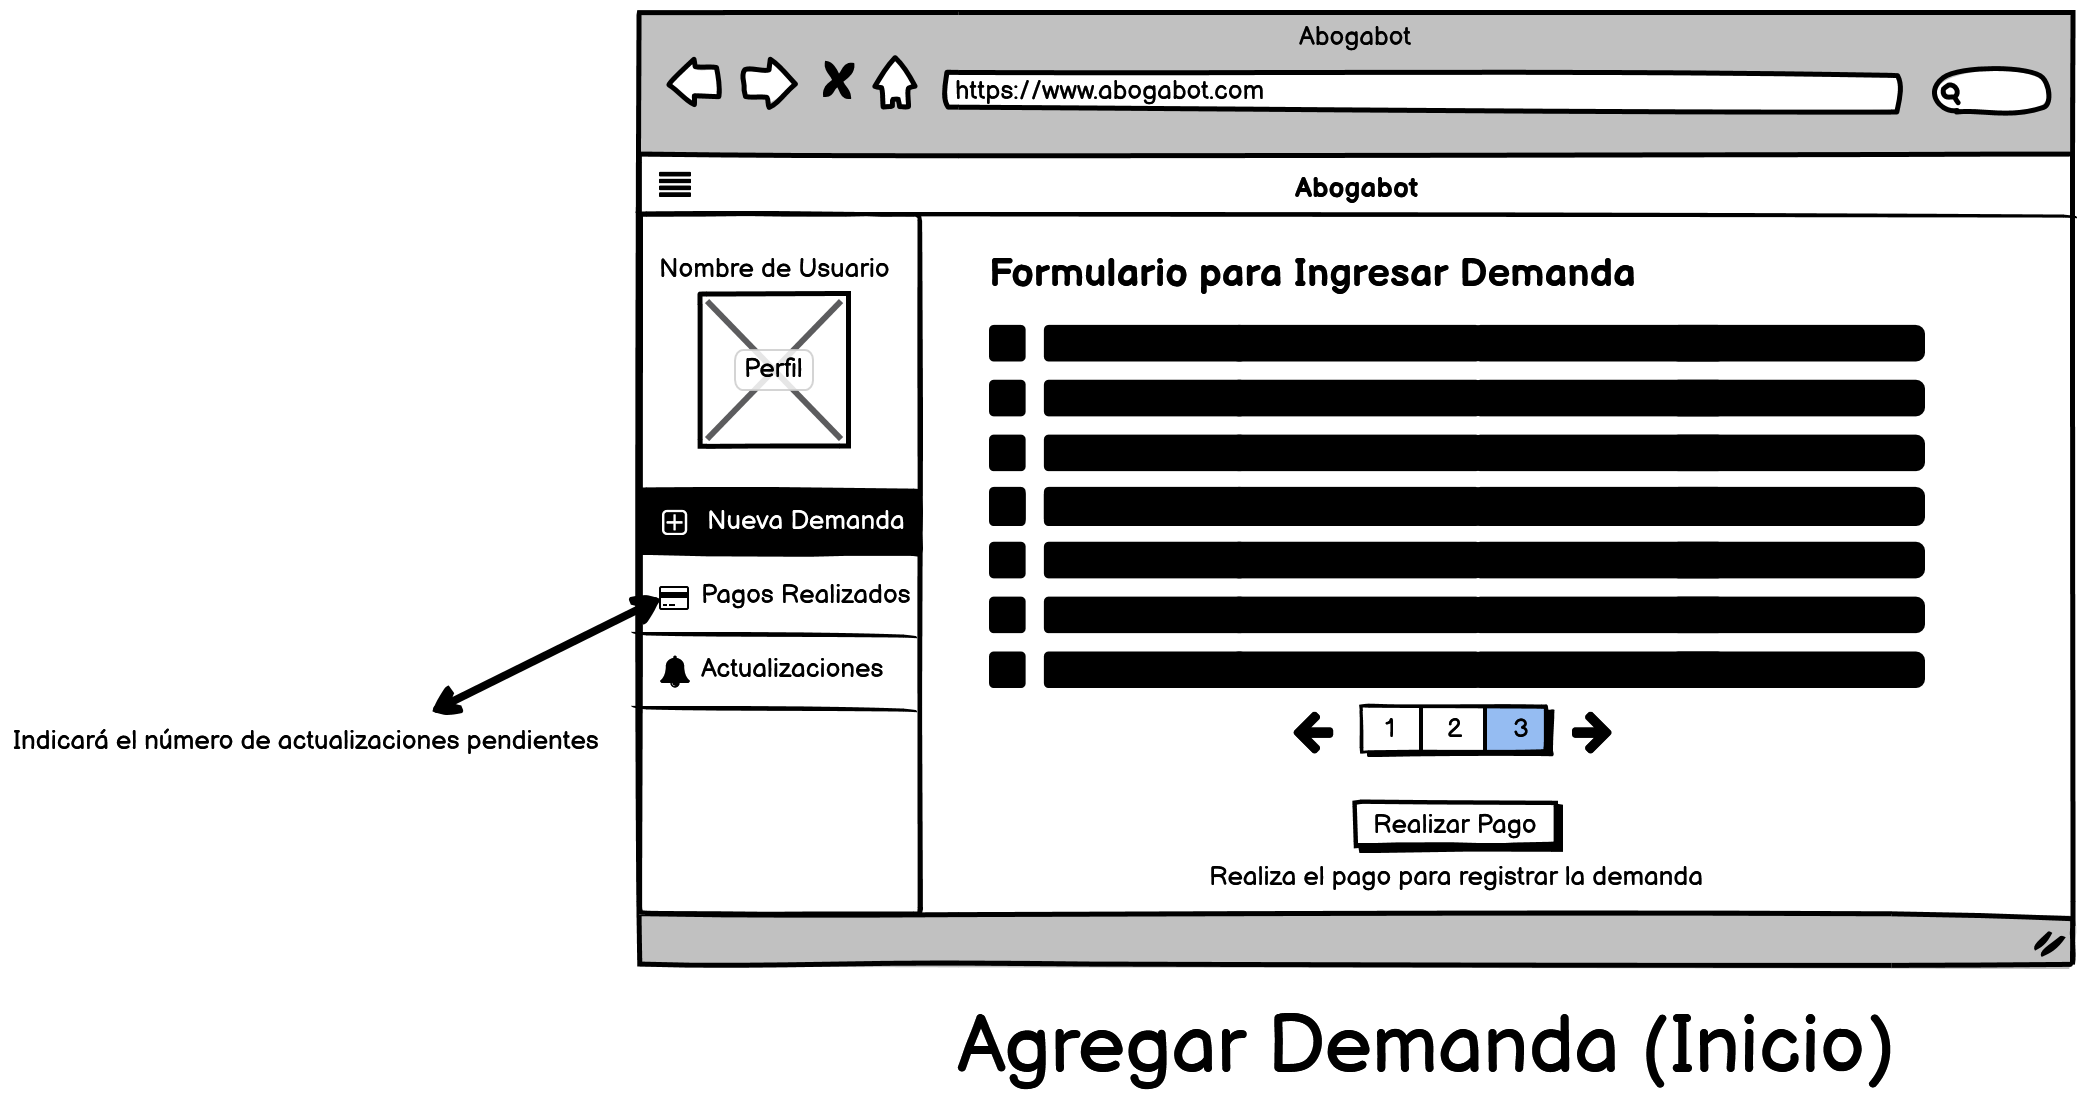 Abogabot
https://www.abogabot.com
Abogabot
Nombre de Usuario
Perfil
Nueva Demanda
Pagos Realizados
Actualizaciones
Indicará el número de actualizaciones pendientes
Formulario para Ingresar Demanda
1 2 3
Realizar Pago
Realiza el pago para registrar la demanda
Agregar Demanda (Inicio)